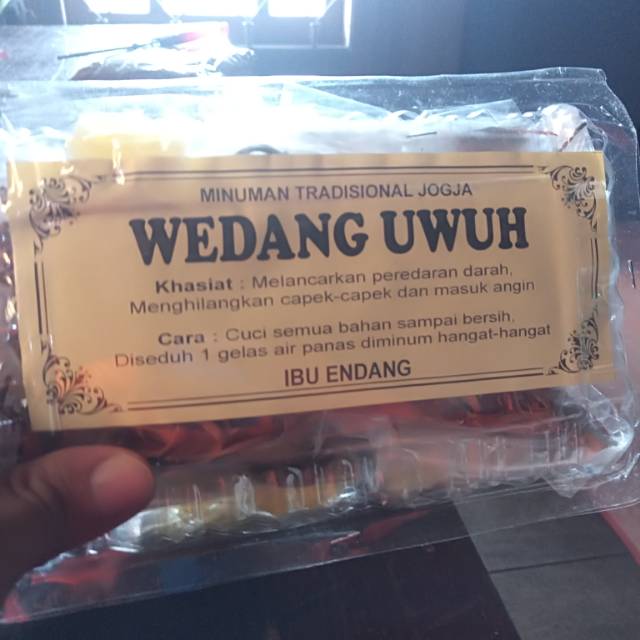 MINUMAN TRADISIONAL JOGJA
WEDANG UWUH
Khasiat : Melancarkan peredaran darah,
Menghilangkan capek-capek dan masuk angin
Cara : Cuci semua bahan sampai bersih,
Diseduh 1 gelas air panas diminum hangat-hangat
IBU ENDANG